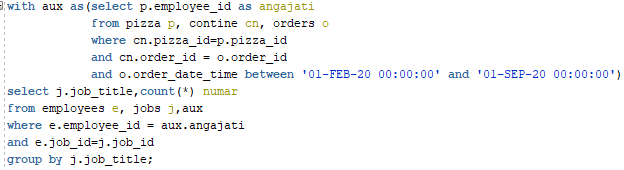 with aux as(select p.employee_id as angajati
from pizza p, contine cn, orders o
where cn.pizza_id=p.pizza_id
and cn.order_id = o.order_id
and o.order_date_time between '01-FEB-20 00:00:00' and '01-SEP-20 00:00:00')
select j.job_title,count(*) numar
from employees e, jobs j,aux
where e.employee_id = aux.angajati
and e.job_id=j.job_id
group by j.job_title;